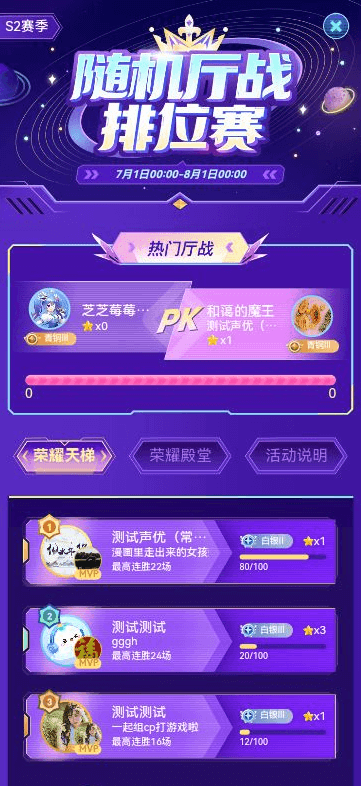 S2赛季
随机厅战
排位赛
7月1日00:00-8月1日00:00
热门厅战
芝芝莓莓…
x0
青铜III
PK
和蔼的魔王
测试声优（…
x1
青铜III
0
0
荣耀天梯
荣耀殿堂
活动说明
1
测试声优（常…
漫画里走出来的女孩
最高连胜22场
MVP
白银II
x1
80/100
2
测试测试
gggh
最高连胜24场
MVP
白银III
x3
20/100
3
测试测试
一起组cp打游戏啦
最高连胜16场
MVP
白银III
x1
12/100